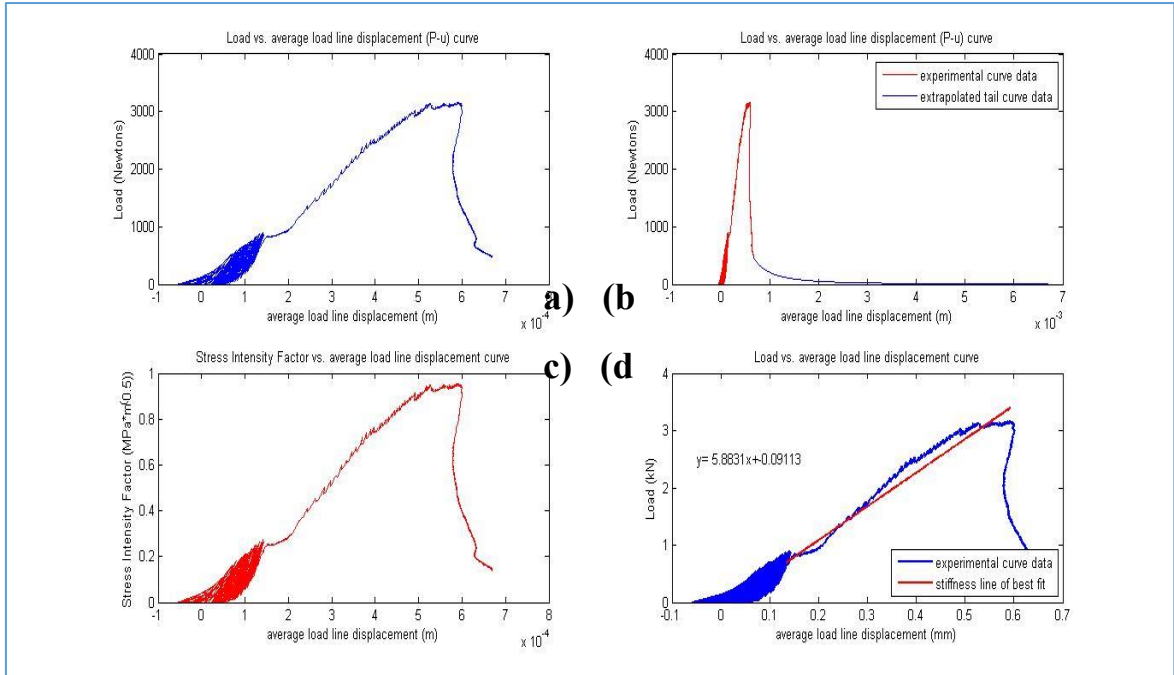 Load vs. average load line displacement (P-u) curve
4000
3000
2000
1000
0
Load (Newtons)
-1 0 1 2 3 4 5 6 7 8
average load line displacement (m)
x 10^-4
a)
Load vs. average load line displacement (P-u) curve
experimental curve data
extrapolated tail curve data
4000
3000
2000
1000
0
Load (Newtons)
-1 0 1 2 3 4 5 6 7
average load line displacement (m)
x 10^-3
(b
Stress Intensity Factor vs. average load line displacement curve
1
0.8
0.6
0.4
0.2
0
Stress Intensity Factor (MPa*m^(0.5))
-1 0 1 2 3 4 5 6 7 8
average load line displacement (m)
x 10^-4
c)
Load vs. average load line displacement curve
y= 5.8831x+-0.09113
experimental curve data
stiffness line of best fit
4
3
2
1
0
Load (kN)
-0.1 0 0.1 0.2 0.3 0.4 0.5 0.6 0.7
average load line displacement (mm)
(d